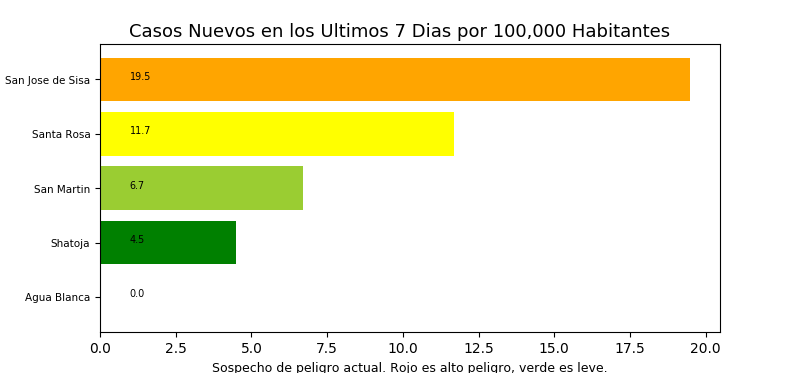 Casos Nuevos en los Ultimos 7 Dias por 100,000 Habitantes
San Jose de Sisa 19.5
Santa Rosa 11.7
San Martin 6.7
Shatoja 4.5
Agua Blanca 0.0
0.0 2.5 5.0 7.5 10.0 12.5 15.0 17.5 20.0
Sospecho de peligro actual. Rojo es alto peligro, verde es leve.